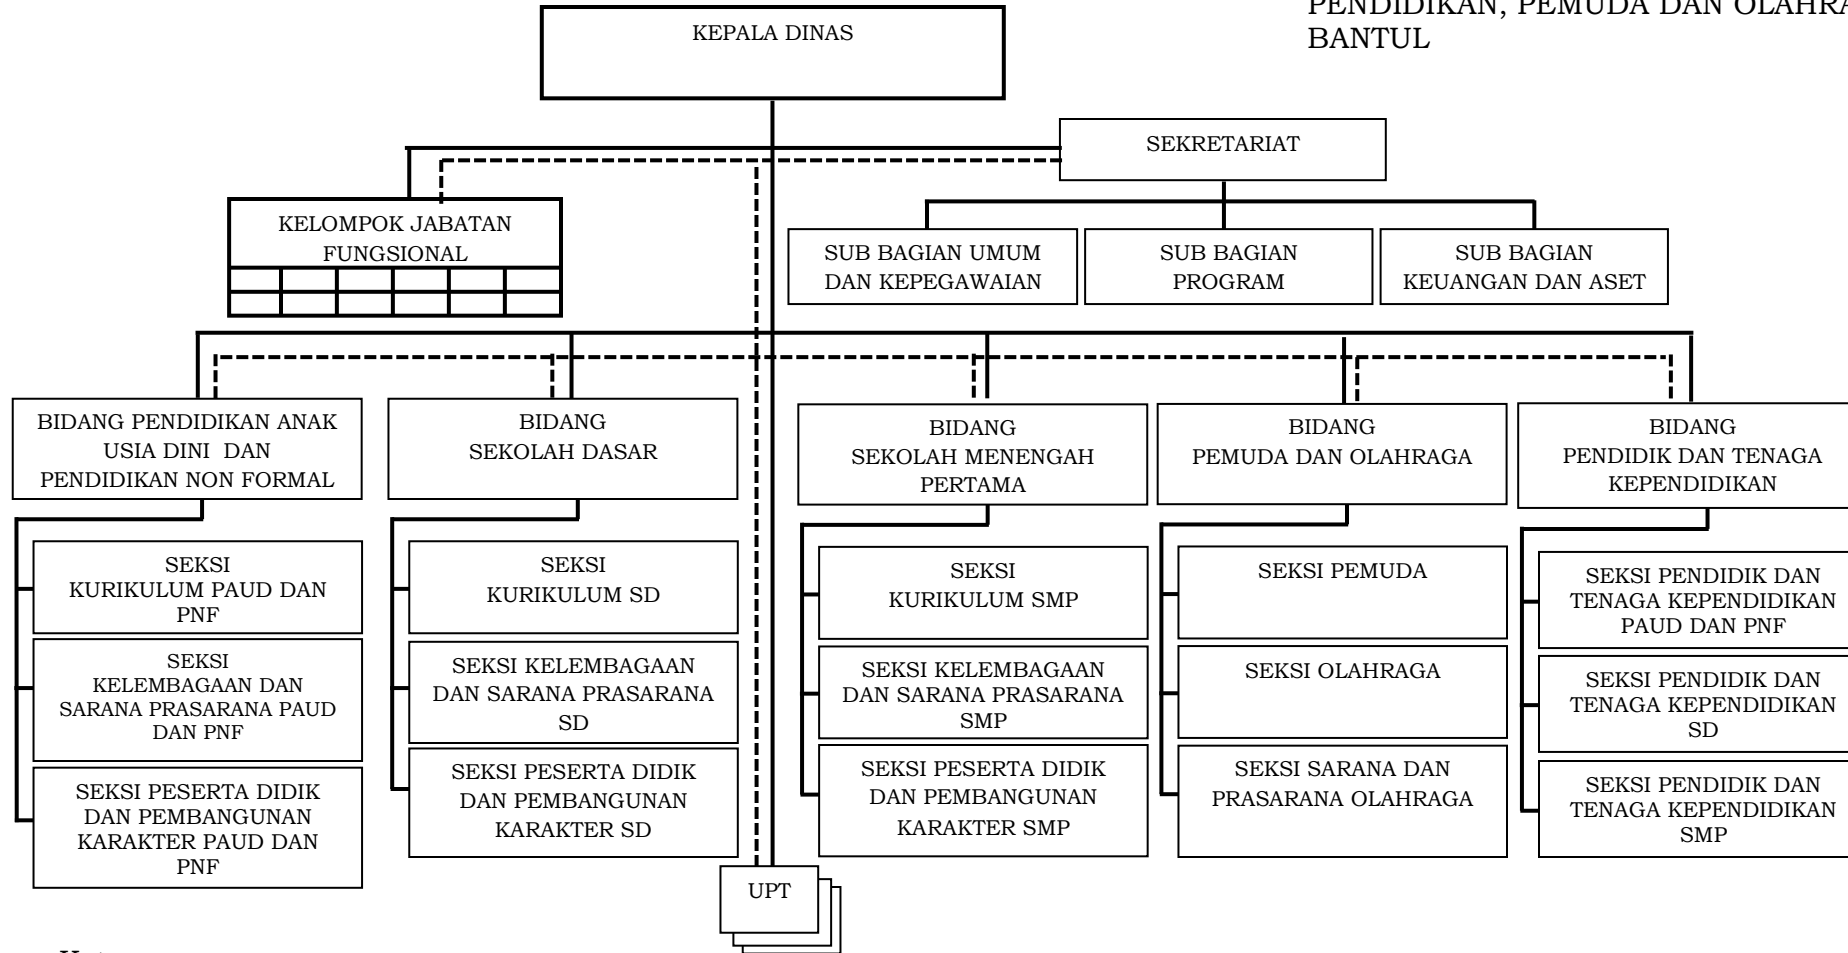 PENDIDIKAN, PEMUDA DAN
BANTUL
KEPALA DINAS
SEKRETARIAT
KELOMPOK JABATAN
FUNGSIONAL
SUB BAGIAN UMUM
DAN KEPEGAWAIAN
SUB BAGIAN
PROGRAM
SUB BAGIAN
KEUANGAN DAN ASET
BIDANG PENDIDIKAN ANAK
USIA DINI DAN
PENDIDIKAN NON FORMAL
BIDANG
SEKOLAH DASAR
BIDANG
SEKOLAH MENENGAH
PERTAMA
BIDANG
PEMUDA DAN OLAHRAGA
BIDANG
PENDIDIK DAN TENAGA
KEPENDIDIKAN
SEKSI
KURIKULUM PAUD DAN
PNF
SEKSI
KELEMBAGAAN DAN
SARANA PRASARANA PAUD
DAN PNF
SEKSI PESERTA DIDIK
DAN PEMBANGUNAN
KARAKTER PAUD DAN
PNF
SEKSI
KURIKULUM SD
SEKSI KELEMBAGAAN
DAN SARANA PRASARANA
SD
SEKSI PESERTA DIDIK
DAN PEMBANGUNAN
KARAKTER SD
SEKSI
KURIKULUM SMP
SEKSI KELEMBAGAAN
DAN SARANA PRASARANA
SMP
SEKSI PESERTA DIDIK
DAN PEMBANGUNAN
KARAKTER SMP
SEKSI PEMUDA
SEKSI OLAHRAGA
SEKSI SARANA DAN
PRASARANA OLAHRAGA
SEKSI PENDIDIK DAN
TENAGA KEPENDIDIKAN
PAUD DAN PNF
SEKSI PENDIDIK DAN
TENAGA KEPENDIDIKAN
SD
SEKSI PENDIDIK DAN
TENAGA KEPENDIDIKAN
SMP
UPT